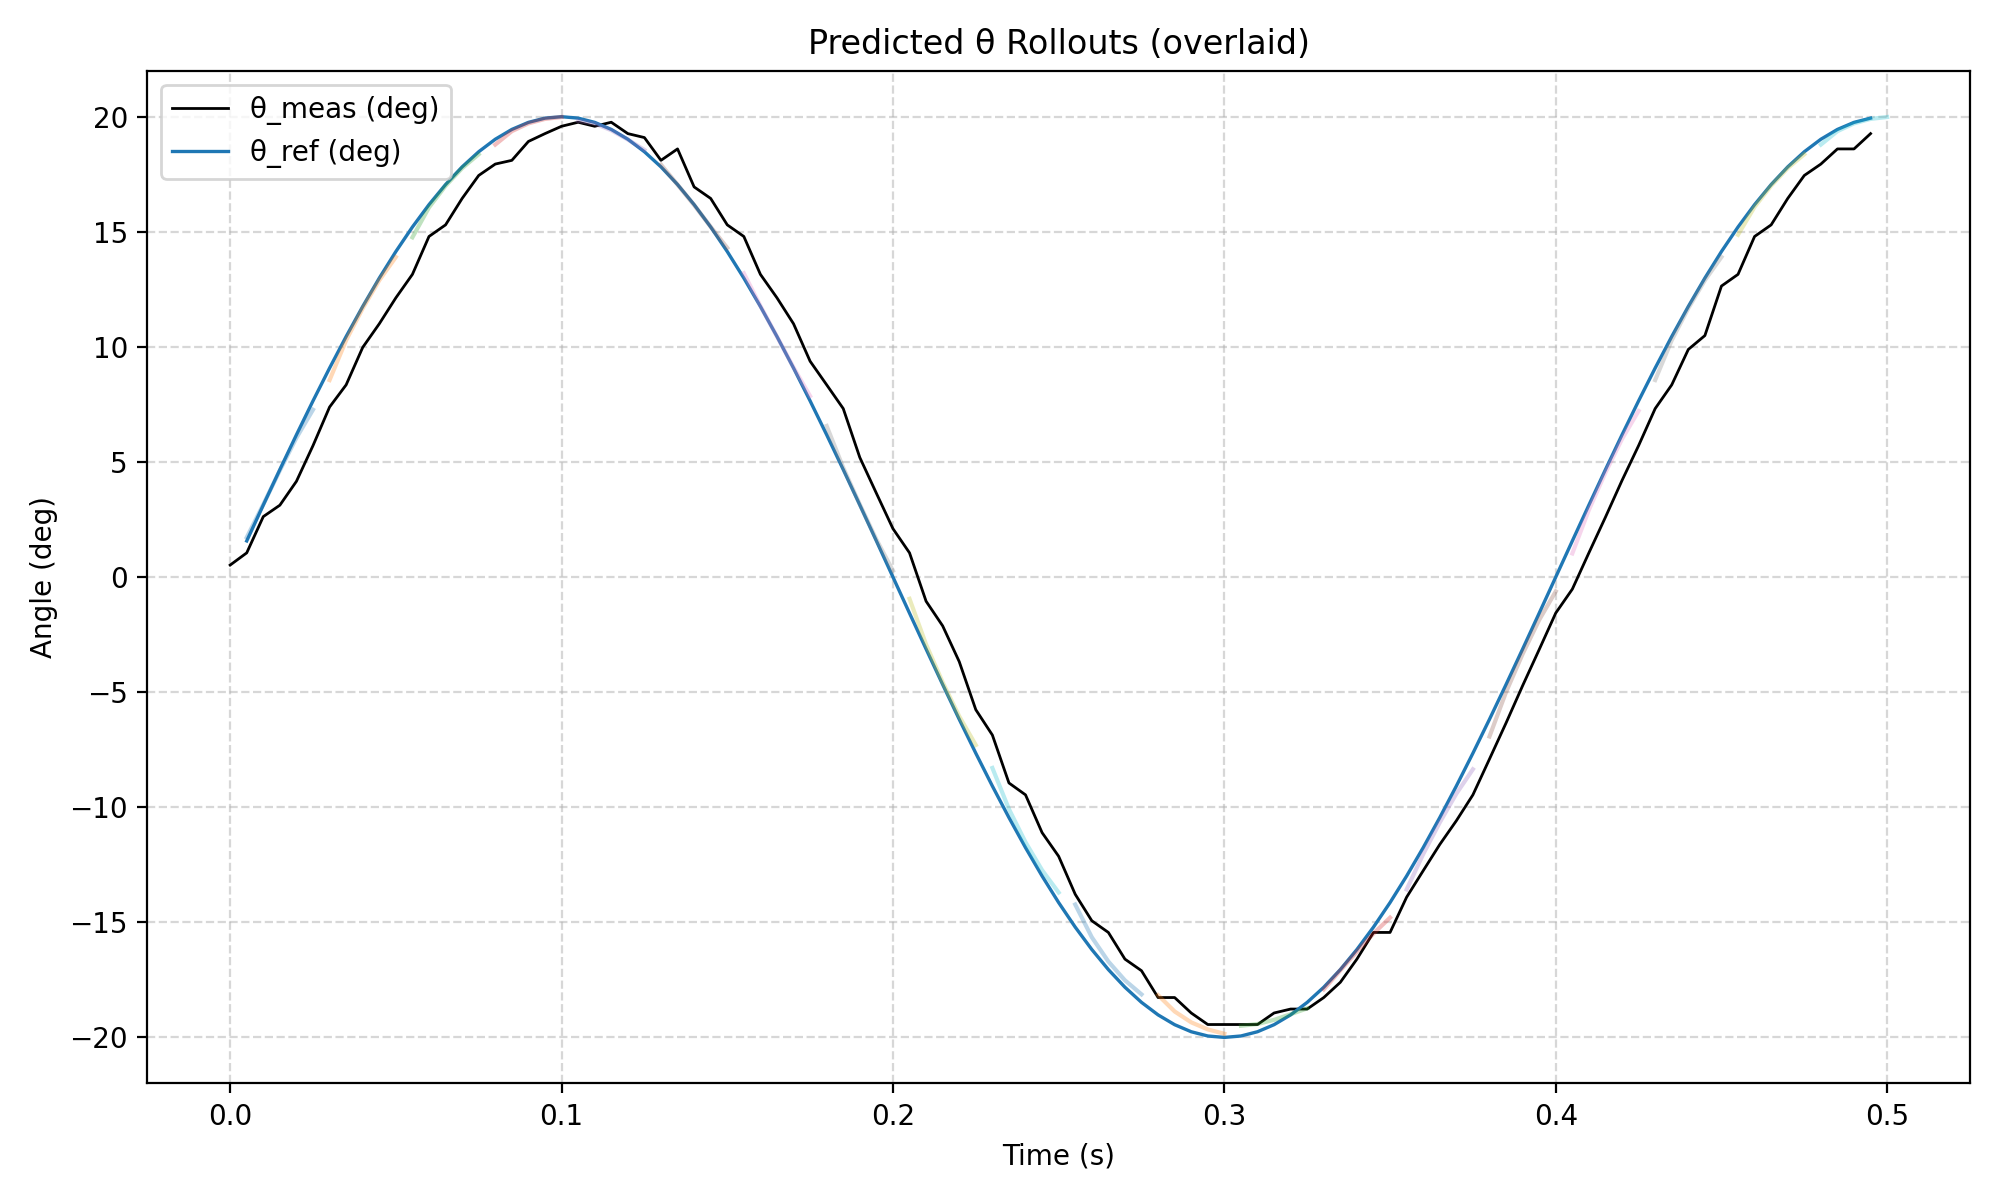 Predicted θ Rollouts (overlaid)
θ_meas (deg)
θ_ref (deg)
20
15
10
5
0
−5
−10
−15
−20
Angle (deg)
0.0 0.1 0.2 0.3 0.4 0.5
Time (s)